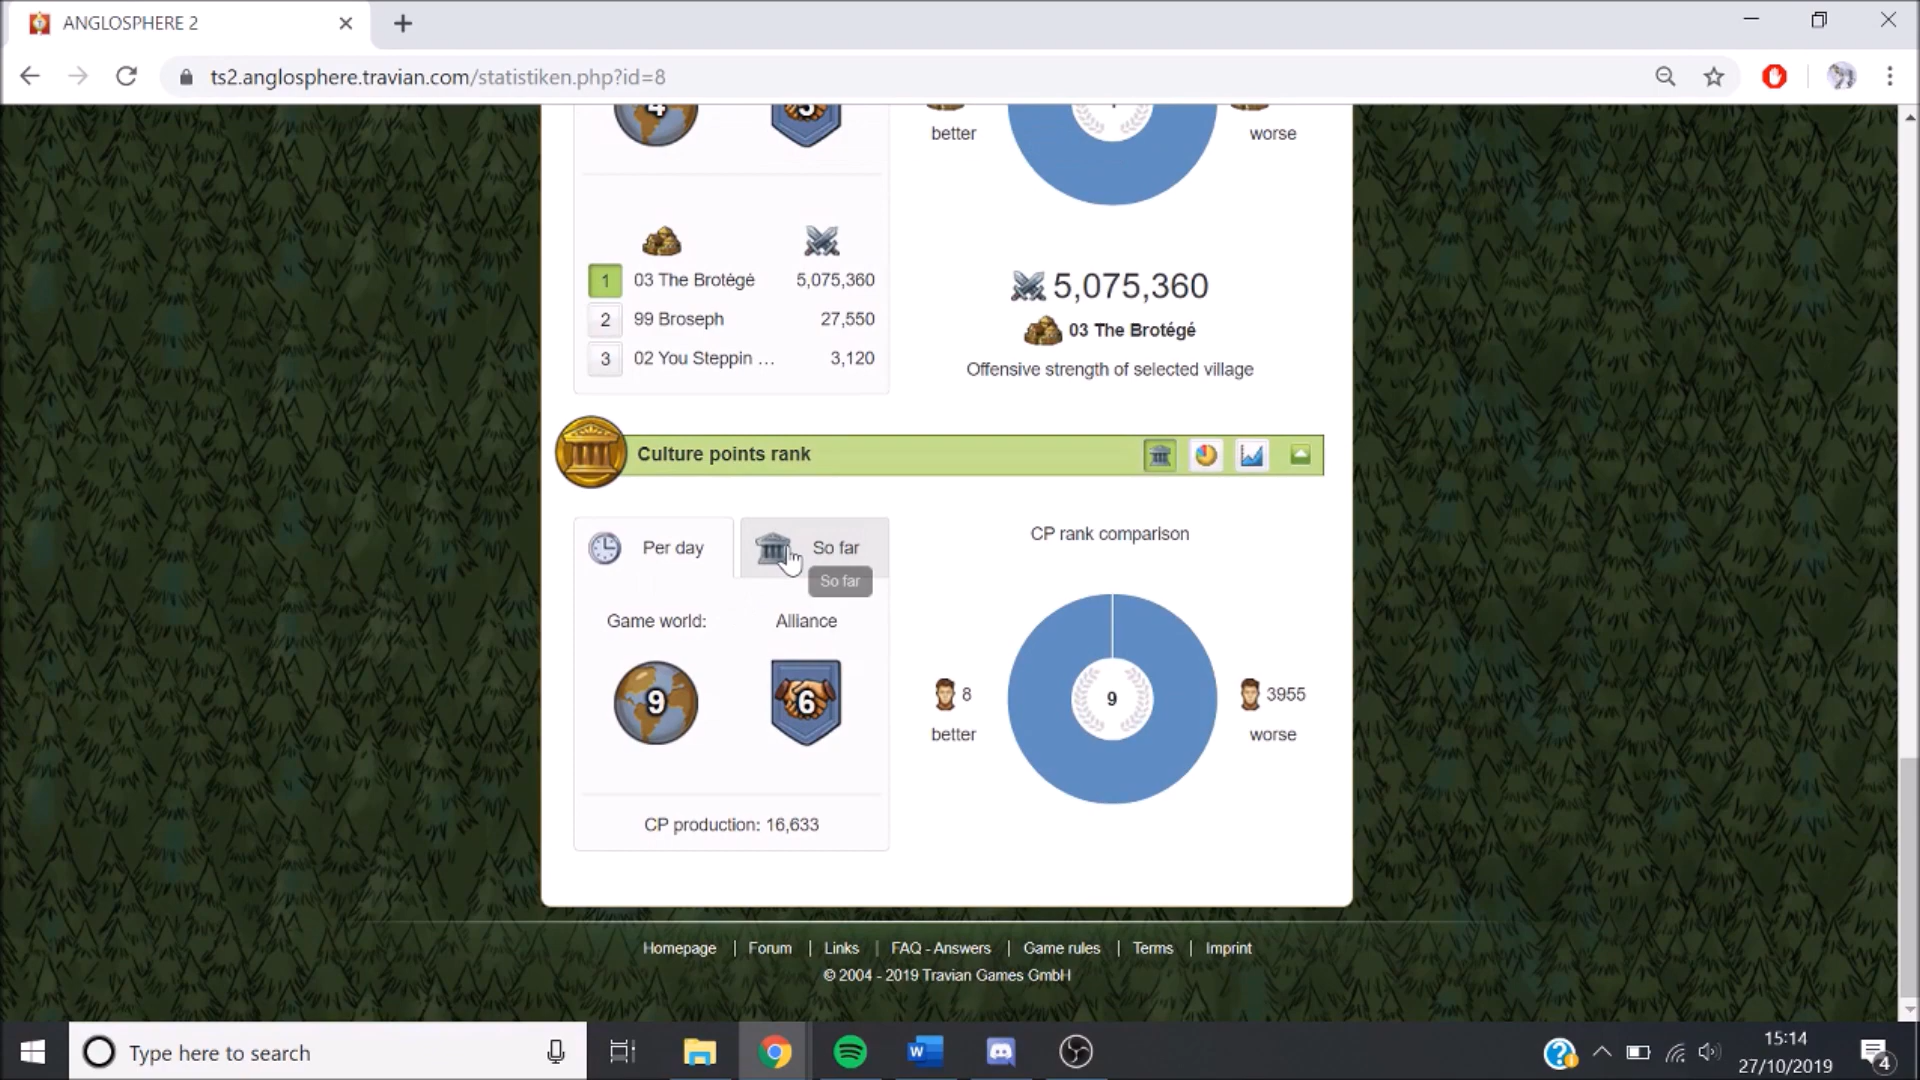 ANGLOSPHERE 2
ts2.anglosphere.travian.com/statistiken.php?id=8
better
worse
1 03 The Brotégé 5,075,360
2 99 Broseph 27,550
3 02 You Steppin ... 3,120
5,075,360
03 The Brotégé
Offensive strength of selected village
Culture points rank
Per day
So far
So far
CP rank comparison
Game world:
Alliance
9
6
8
better
9
3955
worse
CP production: 16,633
Homepage | Forum | Links | FAQ - Answers | Game rules | Terms | Imprint
© 2004 - 2019 Travian Games GmbH
Type here to search
15:14
27/10/2019
4